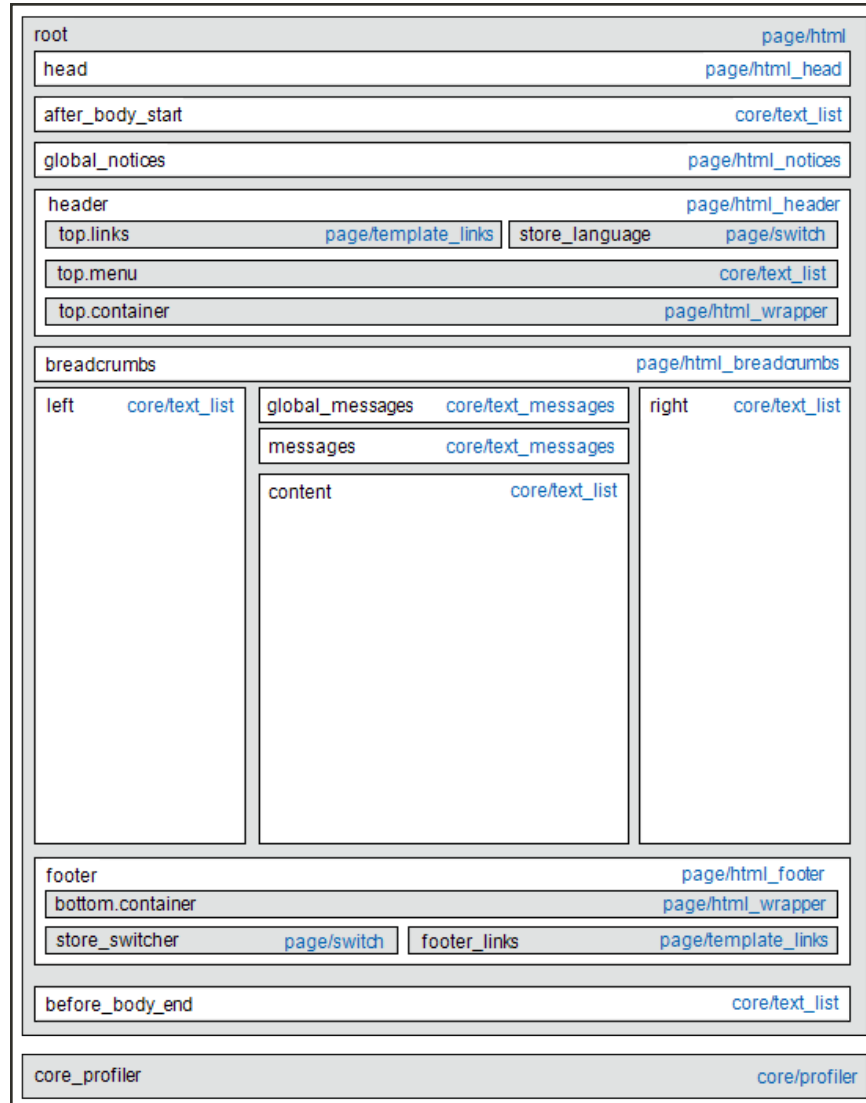 root page/html
head page/html_head
after_body_start core/text_list
global_notices page/html_notices
header page/html_header
top.links page/template_links store_language page/switch
top.menu core/text_list
top.container page/html_wrapper
breadcrumbs page/html_breadcrumbs
left core/text_list global_messages core/text_messages right core/text_list
messages core/text_messages
content core/text_list
footer page/html_footer
bottom.container page/html_wrapper
store_switcher page/switch footer_links page/template_links
before_body_end core/text_list
core_profiler core/profiler